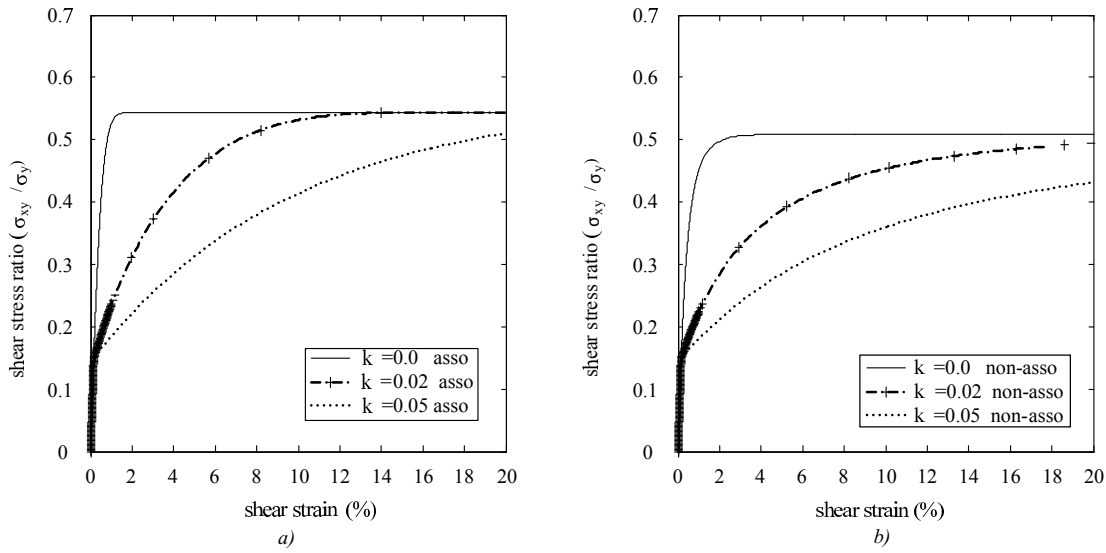 0.7
0.6
0.5
0.4
0.3
0.2
0.1
0
shear stress ratio ( σxy /σy)
k =0.0 asso
k =0.02 asso
k =0.05 asso
0 2 4 6 8 10 12 14 16 18 20
shear strain (%)
a)
0.7
0.6
0.5
0.4
0.3
0.2
0.1
0
shear stress ratio ( σxy /σy)
k =0.0 non-asso
k =0.02 non-asso
k =0.05 non-asso
0 2 4 6 8 10 12 14 16 18 20
shear strain (%)
b)